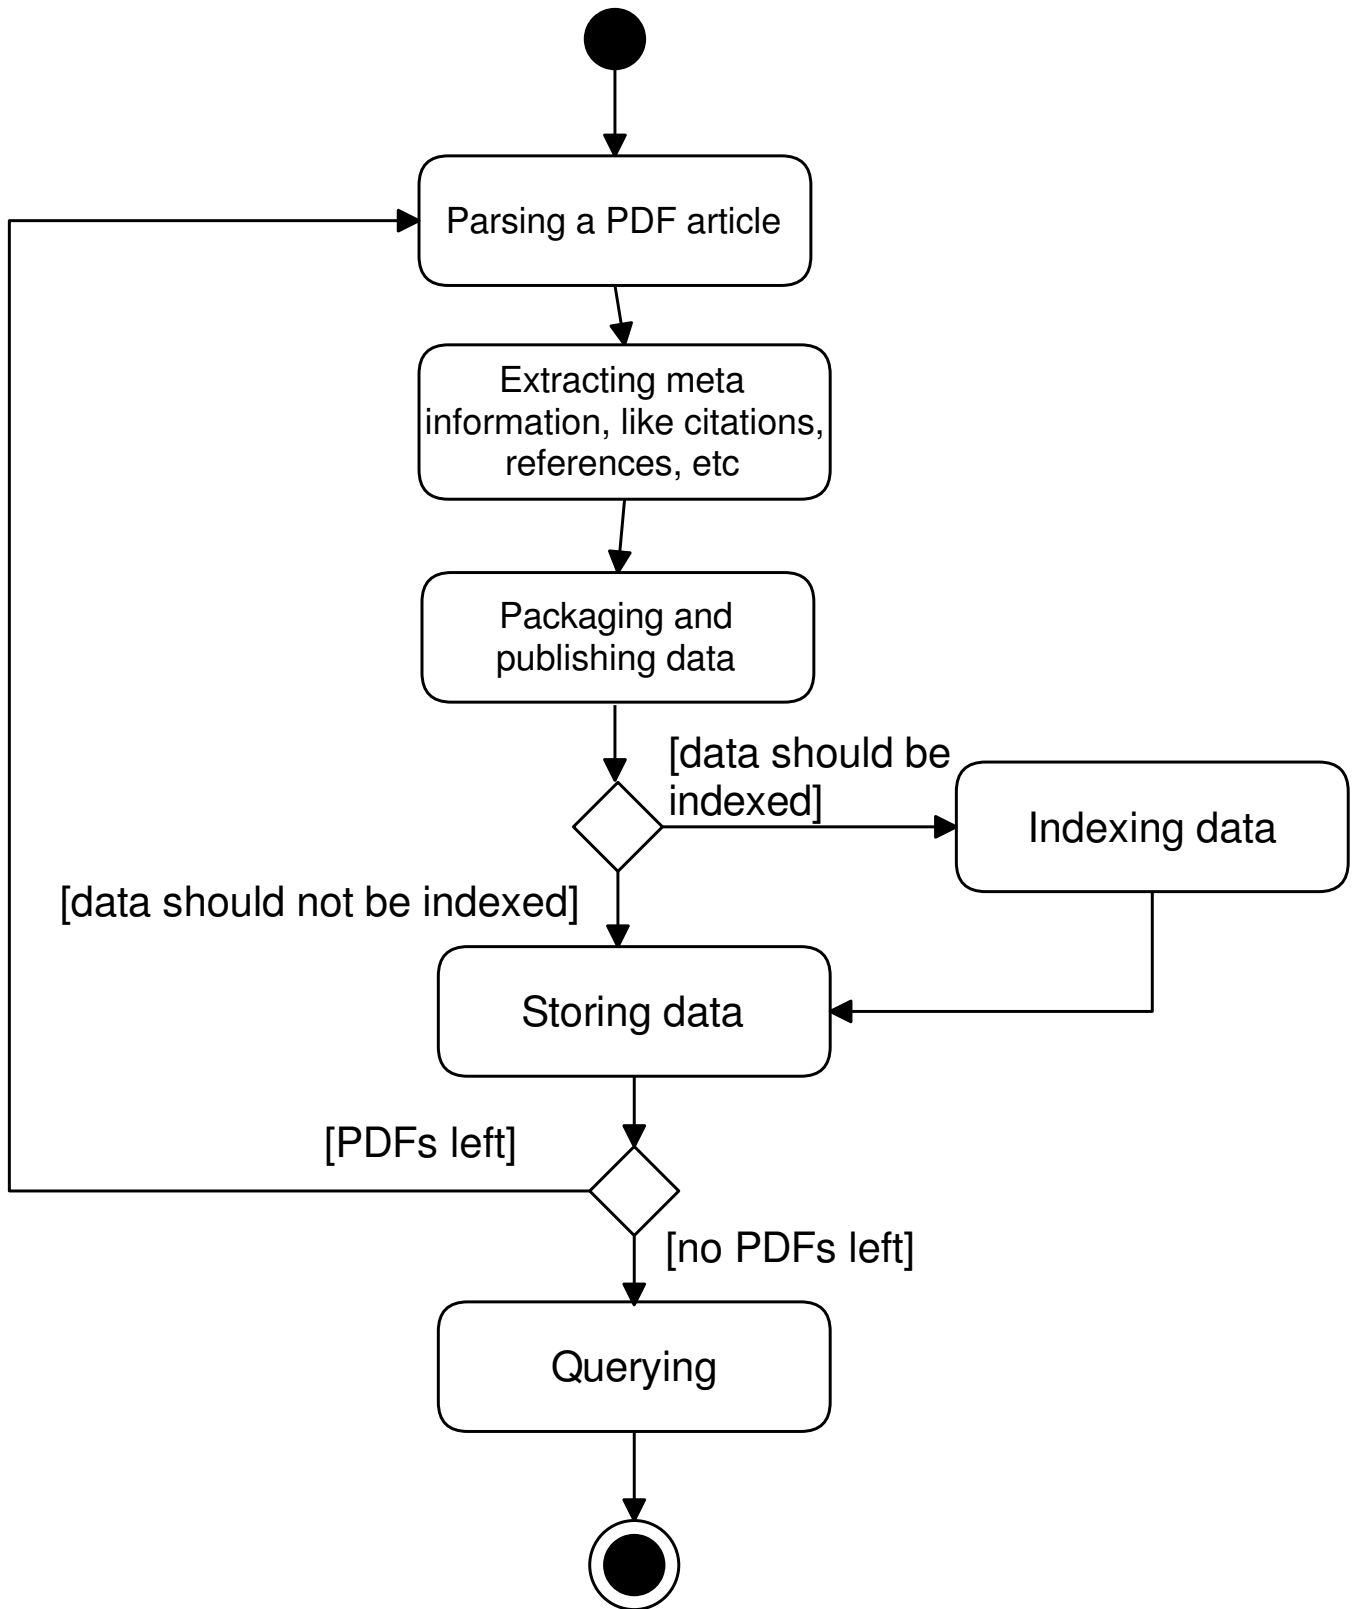 Parsing a PDF article
Extracting meta
information, like citations,
references, etc
Packaging and
publishing data
[data should be
indexed]
Indexing data
[data should not be indexed]
Storing data
[PDFs left]
[no PDFs left]
Querying